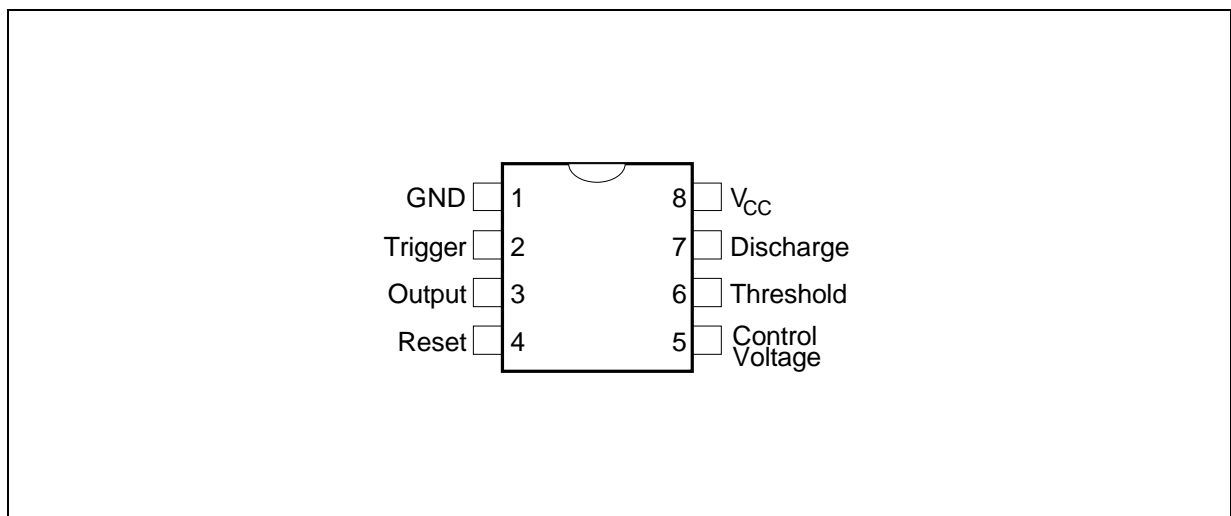 GND 1 8 VCC
Trigger 2 7 Discharge
Output 3 6 Threshold
Reset 4 5 Control
Voltage